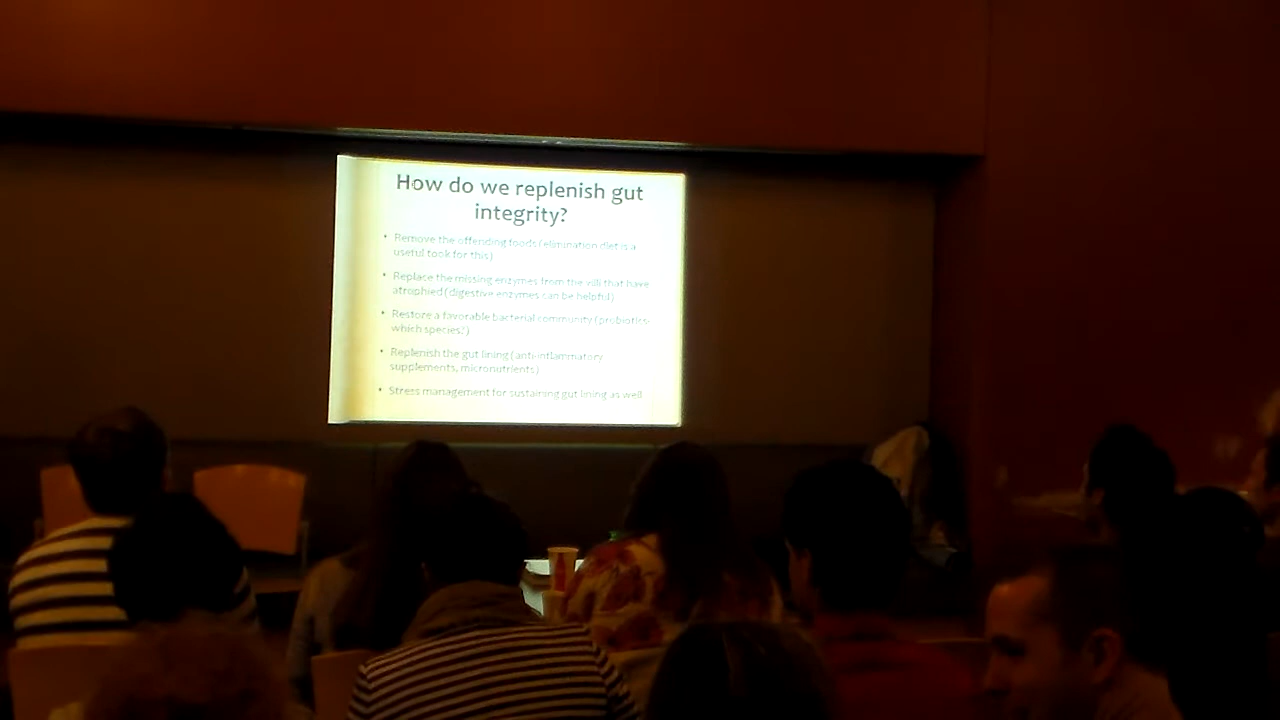 How do we replenish gut
integrity?
• Remove the offending foods (elimination diet is a
useful took for this)
• Replace the missing enzymes from the villi that have
atrophied (digestive enzymes can be helpful)
• Restore a favorable bacterial community (probiotics-
which species?)
• Replenish the gut lining (anti-inflammatory
supplements, micronutrients)
• Stress management for sustaining gut lining as well